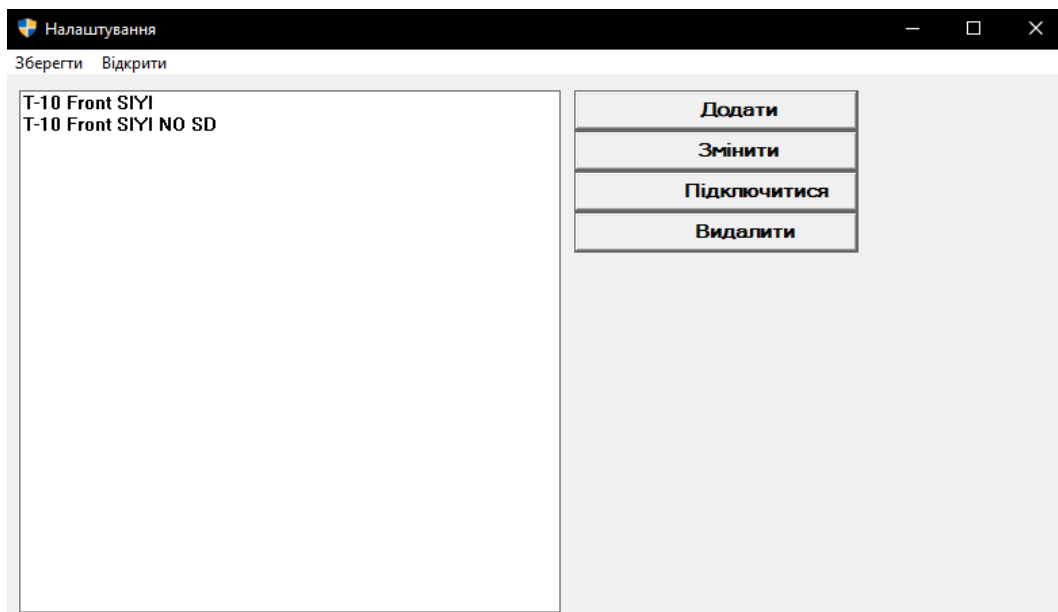 Налаштування
Зберегти Відкрити
T-10 Front SIYI
T-10 Front SIYI NO SD
Додати
Змінити
Підключитися
Видалити